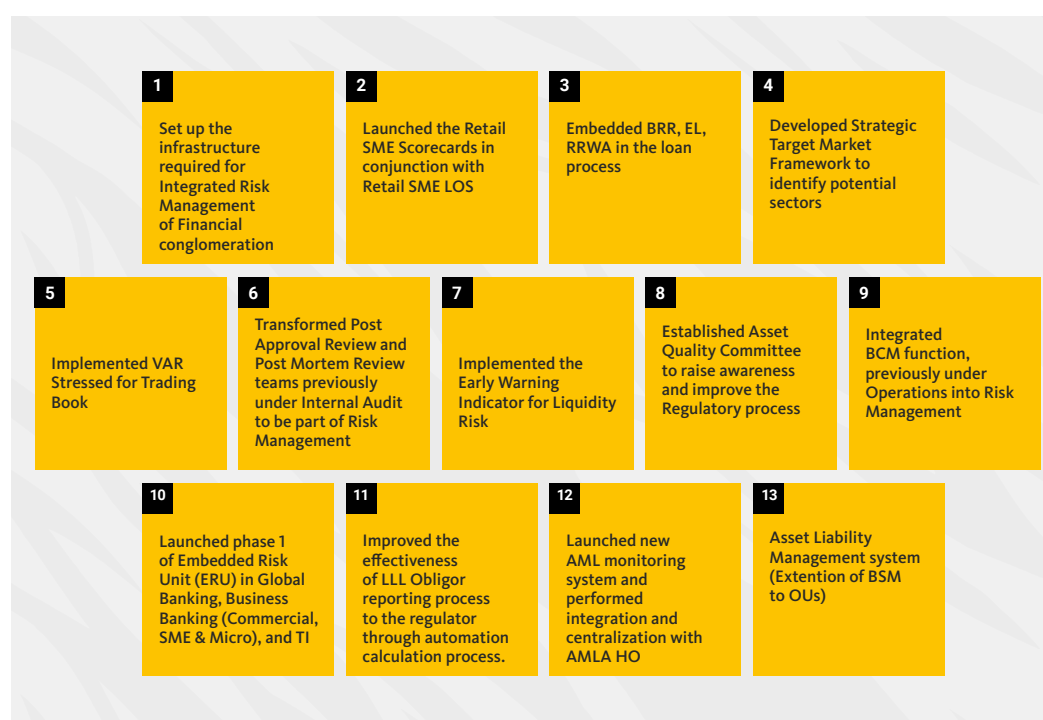 1
Set up the
infrastructure
required for
Integrated Risk
Management
of Financial
conglomeration
2
Launched the Retail
SME Scorecards in
conjunction with
Retail SME LOS
3
Embedded BRR, EL,
RRWA in the loan
process
4
Developed Strategic
Target Market
Framework to
identify potential
sectors
5
Implemented VAR
Stressed for Trading
Book
6
Transformed Post
Approval Review and
Post Mortem Review
teams previously
under Internal Audit
to be part of Risk
Management
7
Implemented the
Early Warning
Indicator for Liquidity
Risk
8
Established Asset
Quality Committee
to raise awareness
and improve the
Regulatory process
9
Integrated
BCM function,
previously under
Operations into Risk
Management
10
Launched phase 1
of Embedded Risk
Unit (ERU) in Global
Banking, Business
Banking (Commercial,
SME & Micro), and TI
11
Improved the
effectiveness
of LLL Obligor
reporting process
to the regulator
through automation
calculation process.
12
Launched new
AML monitoring
system and
performed
integration and
centralization with
AMLA HO
13
Asset Liability
Management system
(Extention of BSM
to OUs)